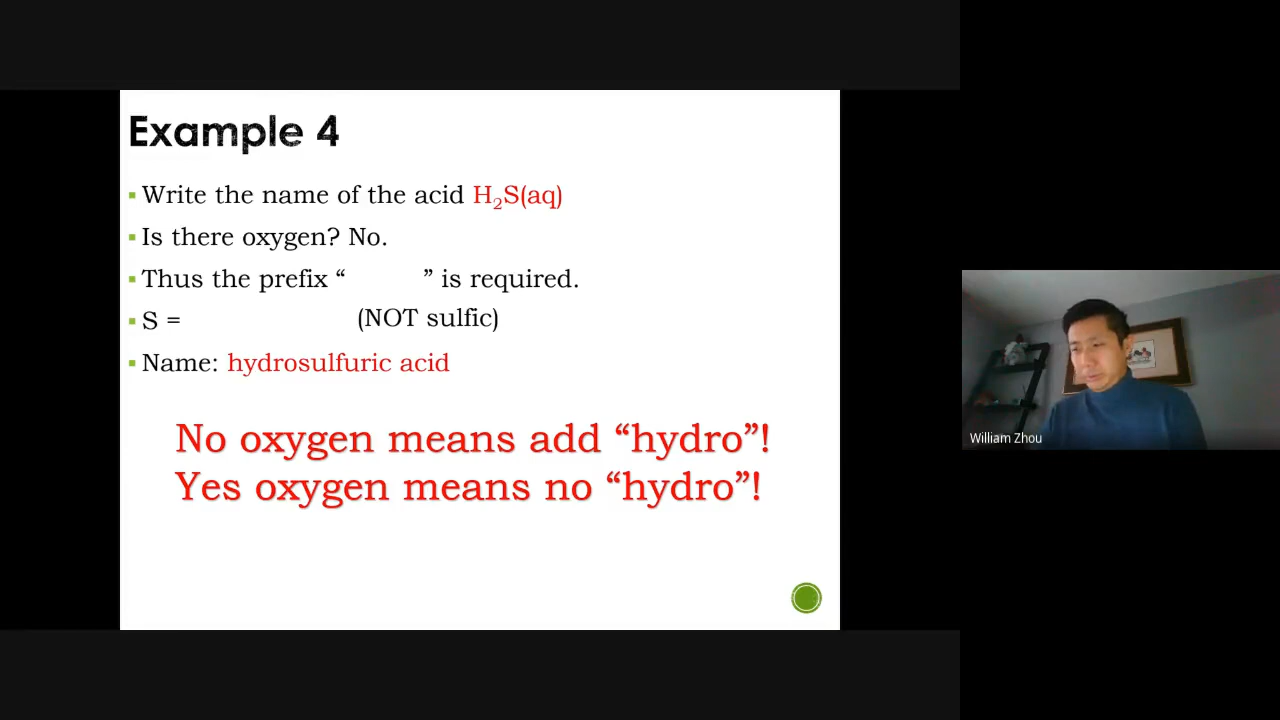 Example 4
Write the name of the acid H₂S(aq)
Is there oxygen? No.
Thus the prefix “ ” is required.
S = (NOT sulfic)
Name: hydrosulfuric acid
No oxygen means add “hydro”!
Yes oxygen means no “hydro”!
William Zhou